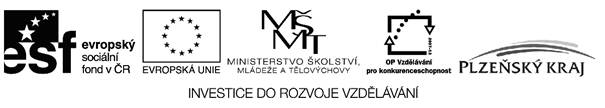 esf evropský
sociální
fond v ČR
EVROPSKÁ UNIE
MŠMT
MINISTERSTVO ŠKOLSTVÍ,
MLÁDEŽE A TĚLOVÝCHOVY
OP Vzdělávání
pro konkurenceschopnost
PLZEŇSKÝ KRAJ
INVESTICE DO ROZVOJE VZDĚLÁVÁNÍ